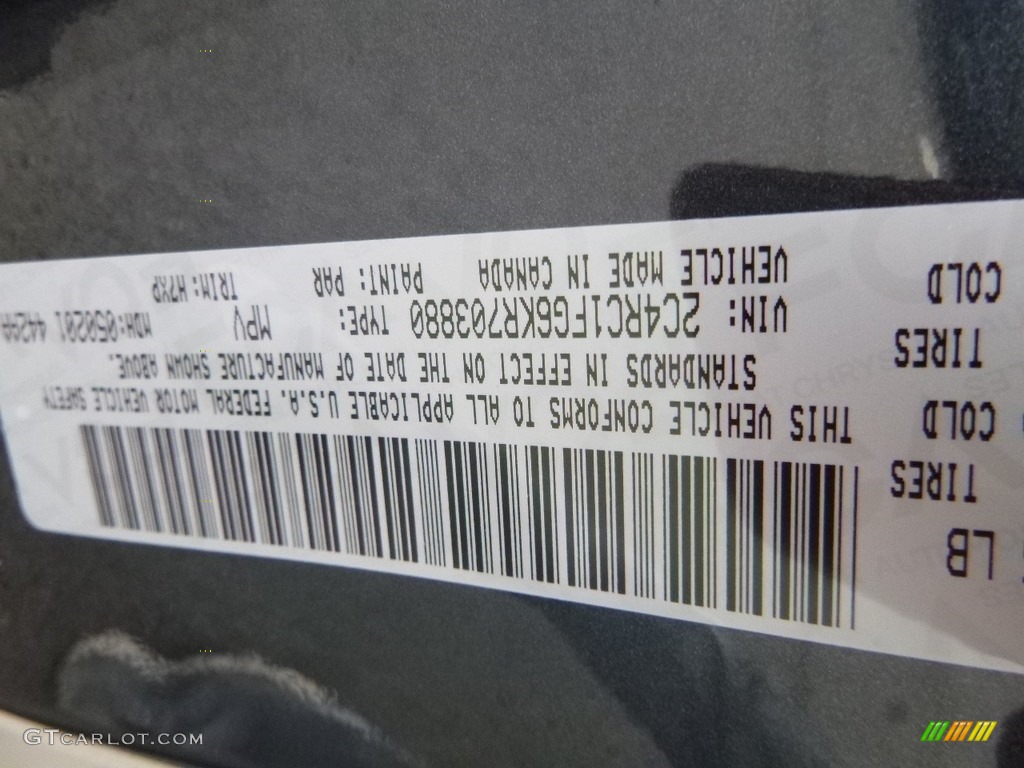 LB
TIRES
COLD
TIRES
COLD
THIS VEHICLE CONFORMS TO ALL APPLICABLE U.S.A. FEDERAL MOTOR VEHICLE SAFETY
STANDARDS IN EFFECT ON THE DATE OF MANUFACTURE SHOWN ABOVE.
VIN: 2C4RC1FG6KR703880 TYPE: MPV MDH:050201 442AA
VEHICLE MADE IN CANADA PAINT: PAR TRIM: H7XP
GTCARLOT.COM